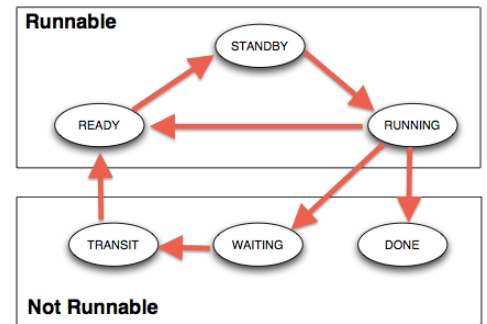 Runnable
STANDBY
READY
RUNNING
TRANSIT
WAITING
DONE
Not Runnable